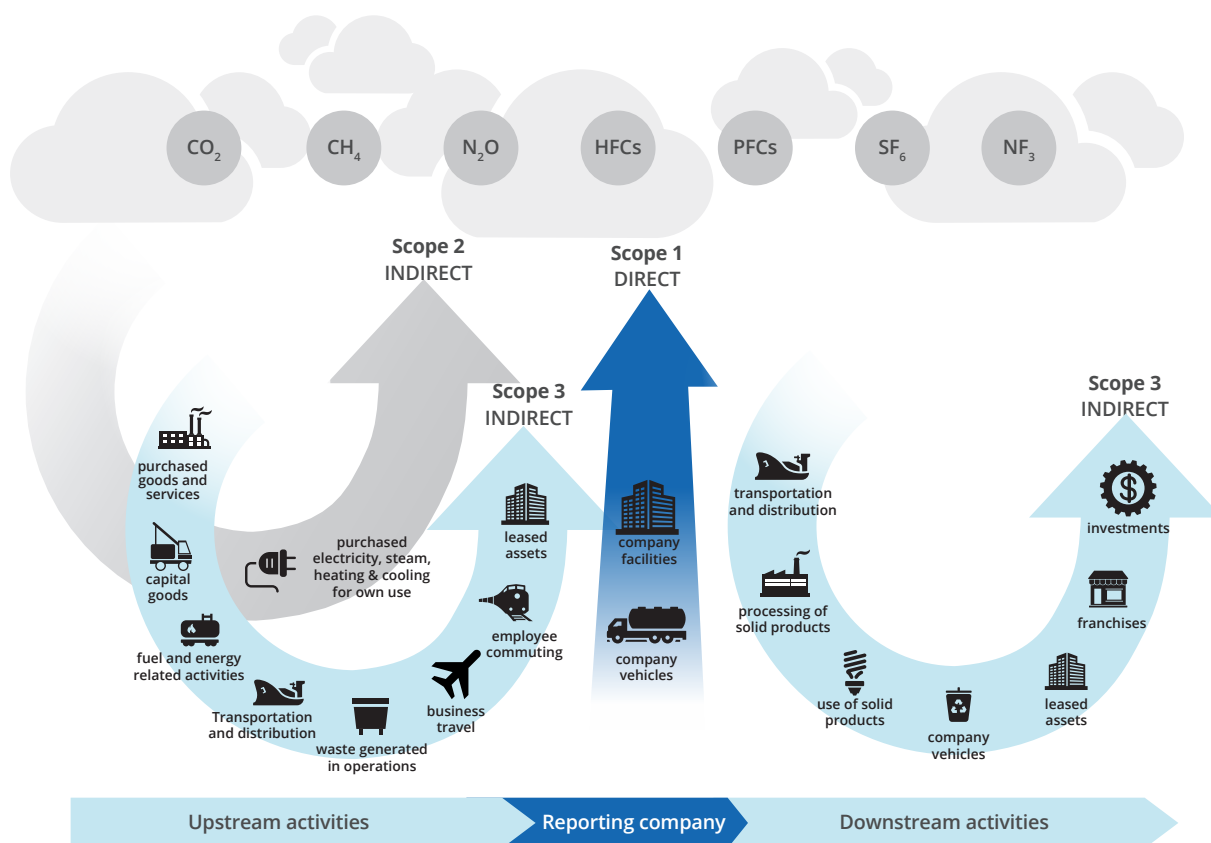 CO₂
CH₄
N₂O
HFCs
PFCs
SF₆
NF₃
Scope 2
INDIRECT
Scope 1
DIRECT
Scope 3
INDIRECT
Scope 3
INDIRECT
purchased
goods and
services
capital
goods
fuel and energy
related activities
Transportation
and distribution
waste generated
in operations
business
travel
employee
commuting
leased
assets
purchased
electricity, steam,
heating & cooling
for own use
company
facilities
company
vehicles
transportation
and distribution
processing of
solid products
use of solid
products
company
vehicles
leased
assets
franchises
investments
Upstream activities
Reporting company
Downstream activities